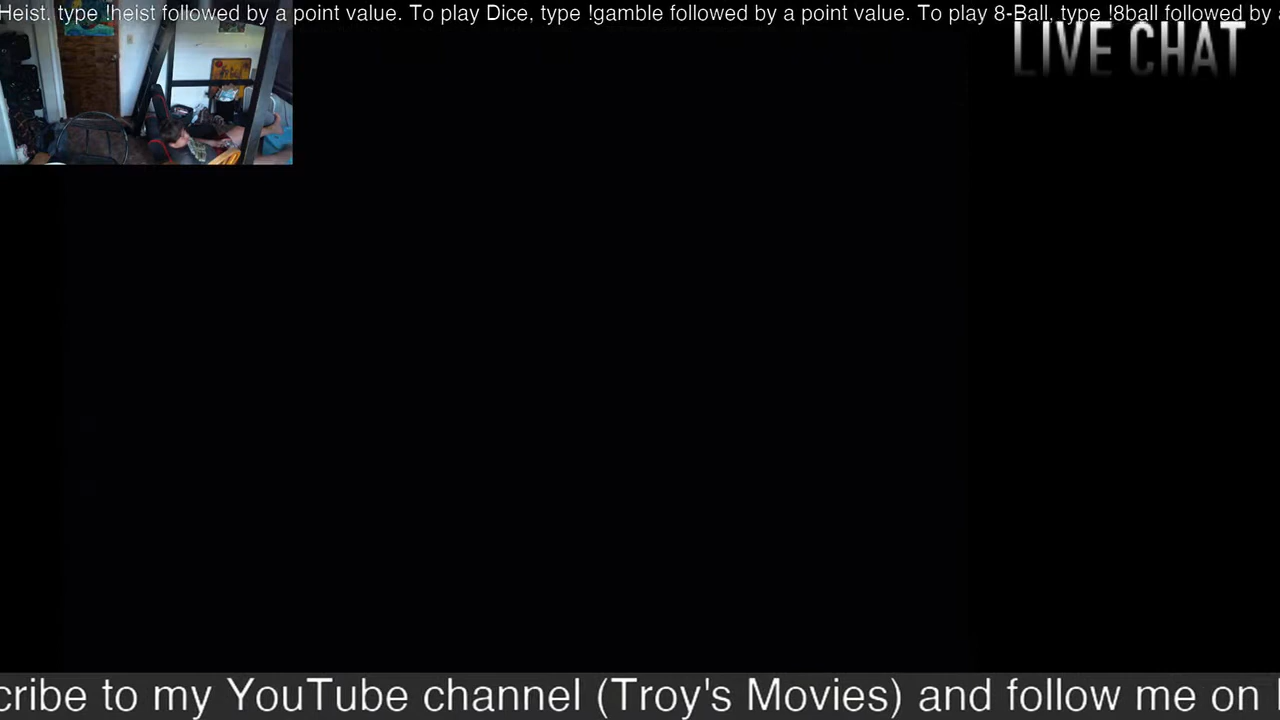 Heist, type !heist followed by a point value. To play Dice, type !gamble followed by a point value. To play 8-Ball, type !8ball followed by
LIVE CHAT
cribe to my YouTube channel (Troy's Movies) and follow me on